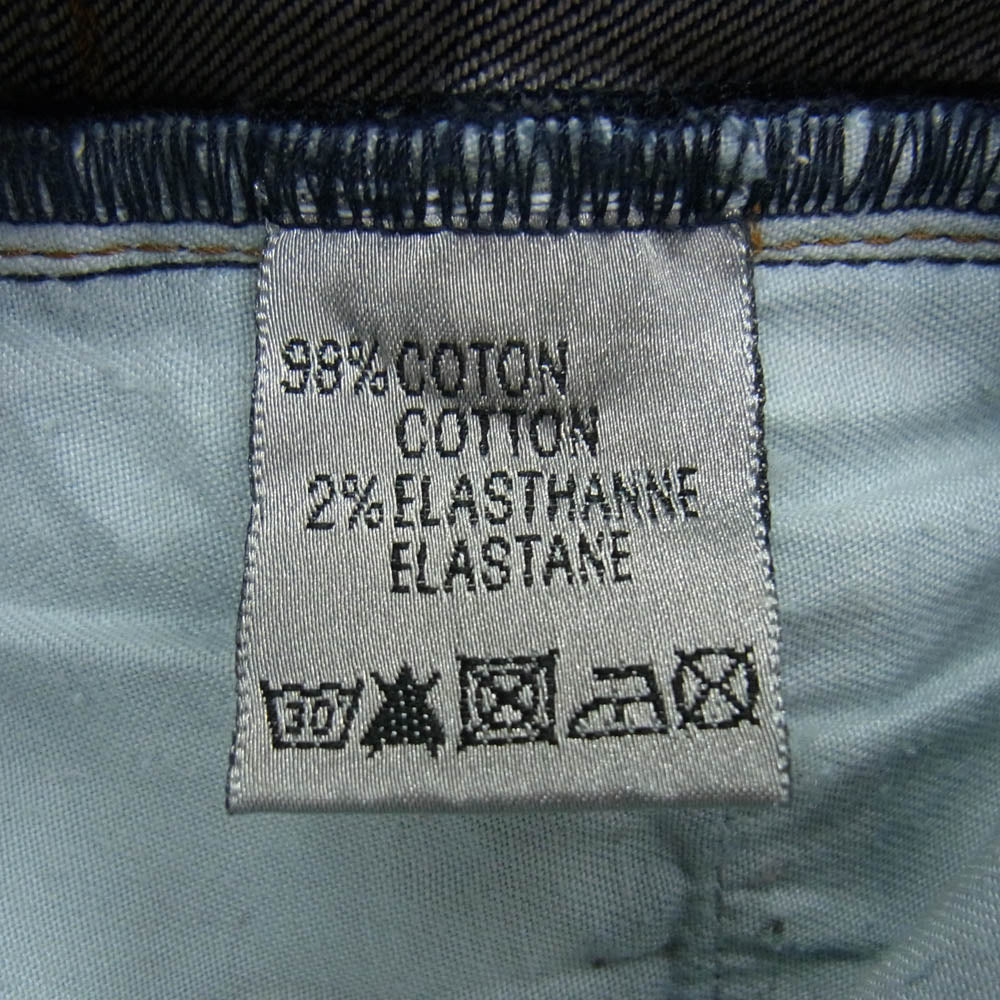 98% COTON
COTTON
2% ELASTHANNE
ELASTANE
30